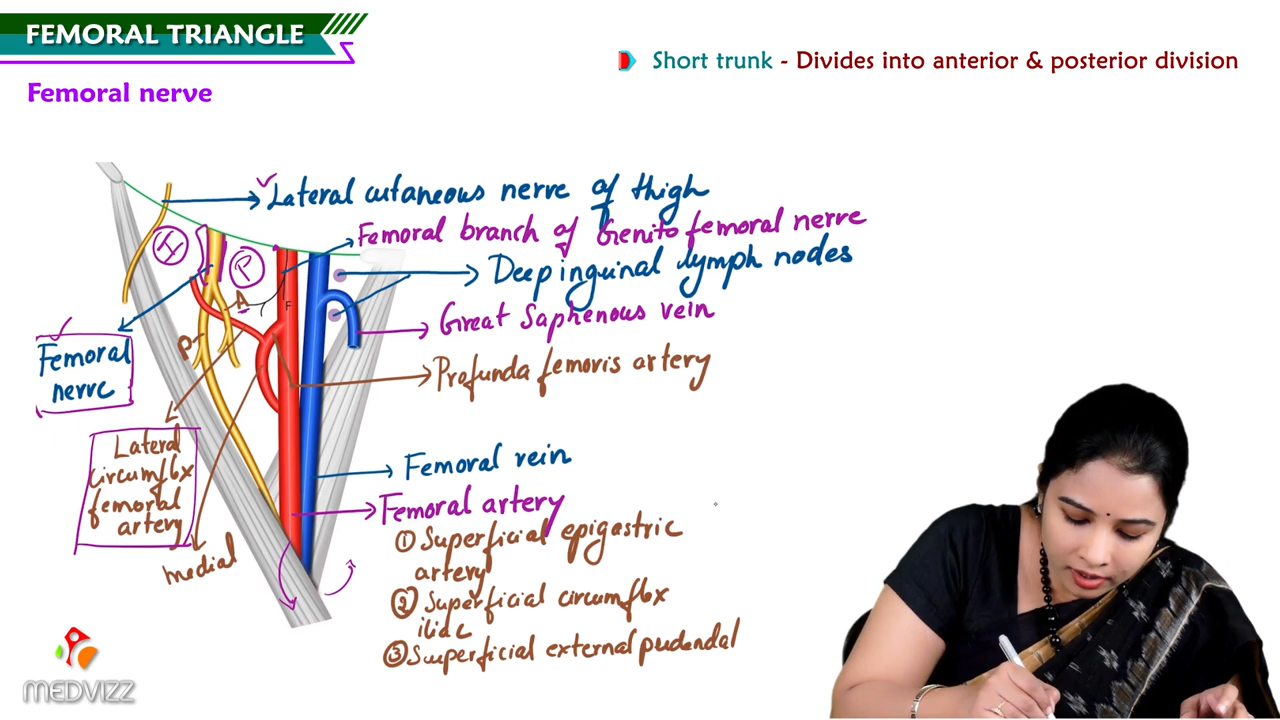 FEMORAL TRIANGLE
Short trunk - Divides into anterior & posterior division
Femoral nerve
Lateral cutaneous nerve of thigh
Femoral branch of Genito femoral nerve
I
P
Deep inguinal lymph nodes
A
F
Great Saphenous vein
P
Femoral
nerve
Profunda femoris artery
Lateral
circumflex
femoral
artery
Femoral vein
Femoral artery
medial
① Superficial epigastric
artery
② Superficial circumflex
iliac
③ Superficial external pudendal
MEDVIZZ